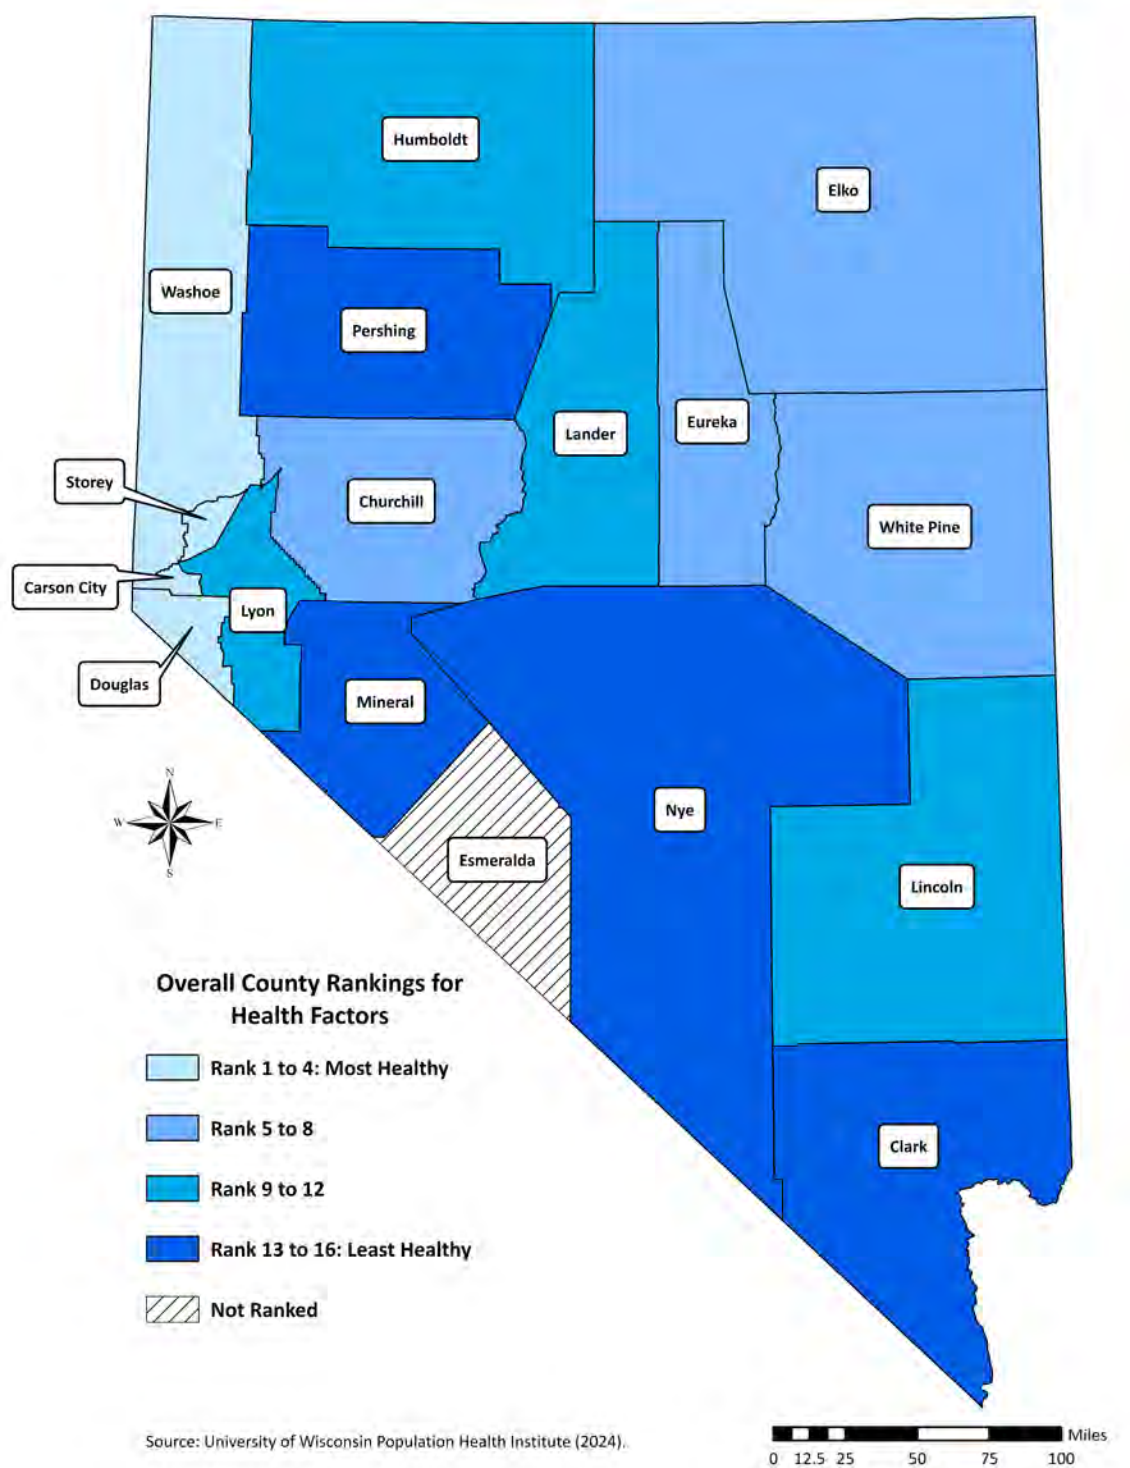 Humboldt
Elko
Washoe
Pershing
Eureka
Lander
Storey
Churchill
White Pine
Carson City
Lyon
Douglas
Mineral
N
W
E
S
Nye
Esmeralda
Lincoln
Overall County Rankings for
Health Factors
Rank 1 to 4: Most Healthy
Rank 5 to 8
Clark
Rank 9 to 12
Rank 13 to 16: Least Healthy
Not Ranked
Source: University of Wisconsin Population Health Institute (2024).
Miles
0 12.5 25 50 75 100